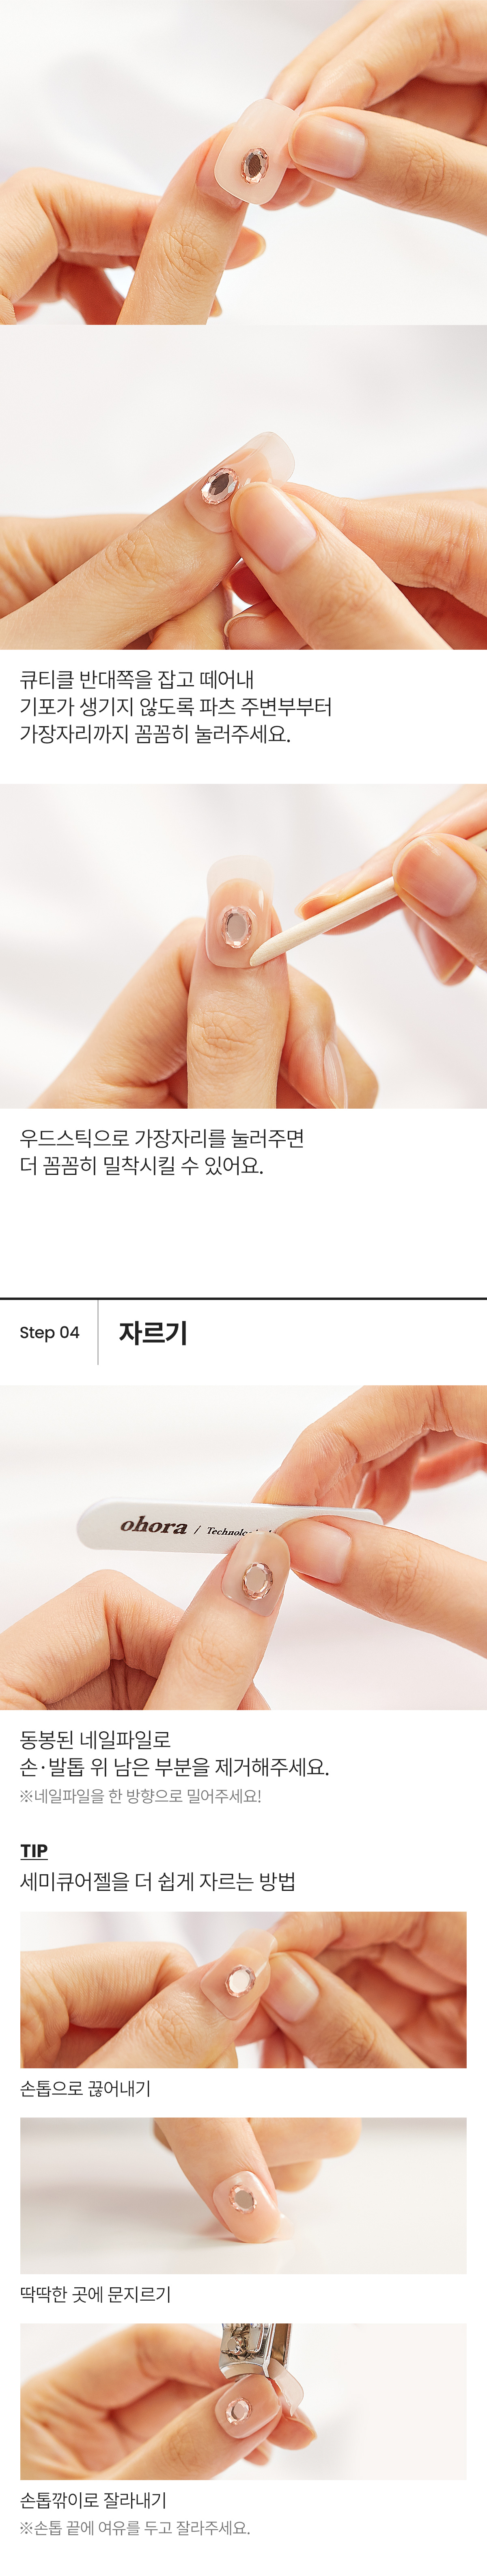 큐티클 반대쪽을 잡고 떼어내
기포가 생기지 않도록 파츠 주변부부터
가장자리까지 꼼꼼히 눌러주세요.
우드스틱으로 가장자리를 눌러주면
더 꼼꼼히 밀착시킬 수 있어요.
Step 04
자르기
ohora /
동봉된 네일파일로
손·발톱 위 남은 부분을 제거해주세요.
※네일파일을 한 방향으로 밀어주세요!
TIP
세미큐어젤을 더 쉽게 자르는 방법
손톱으로 끊어내기
딱딱한 곳에 문지르기
손톱깎이로 잘라내기
※손톱 끝에 여유를 두고 잘라주세요.